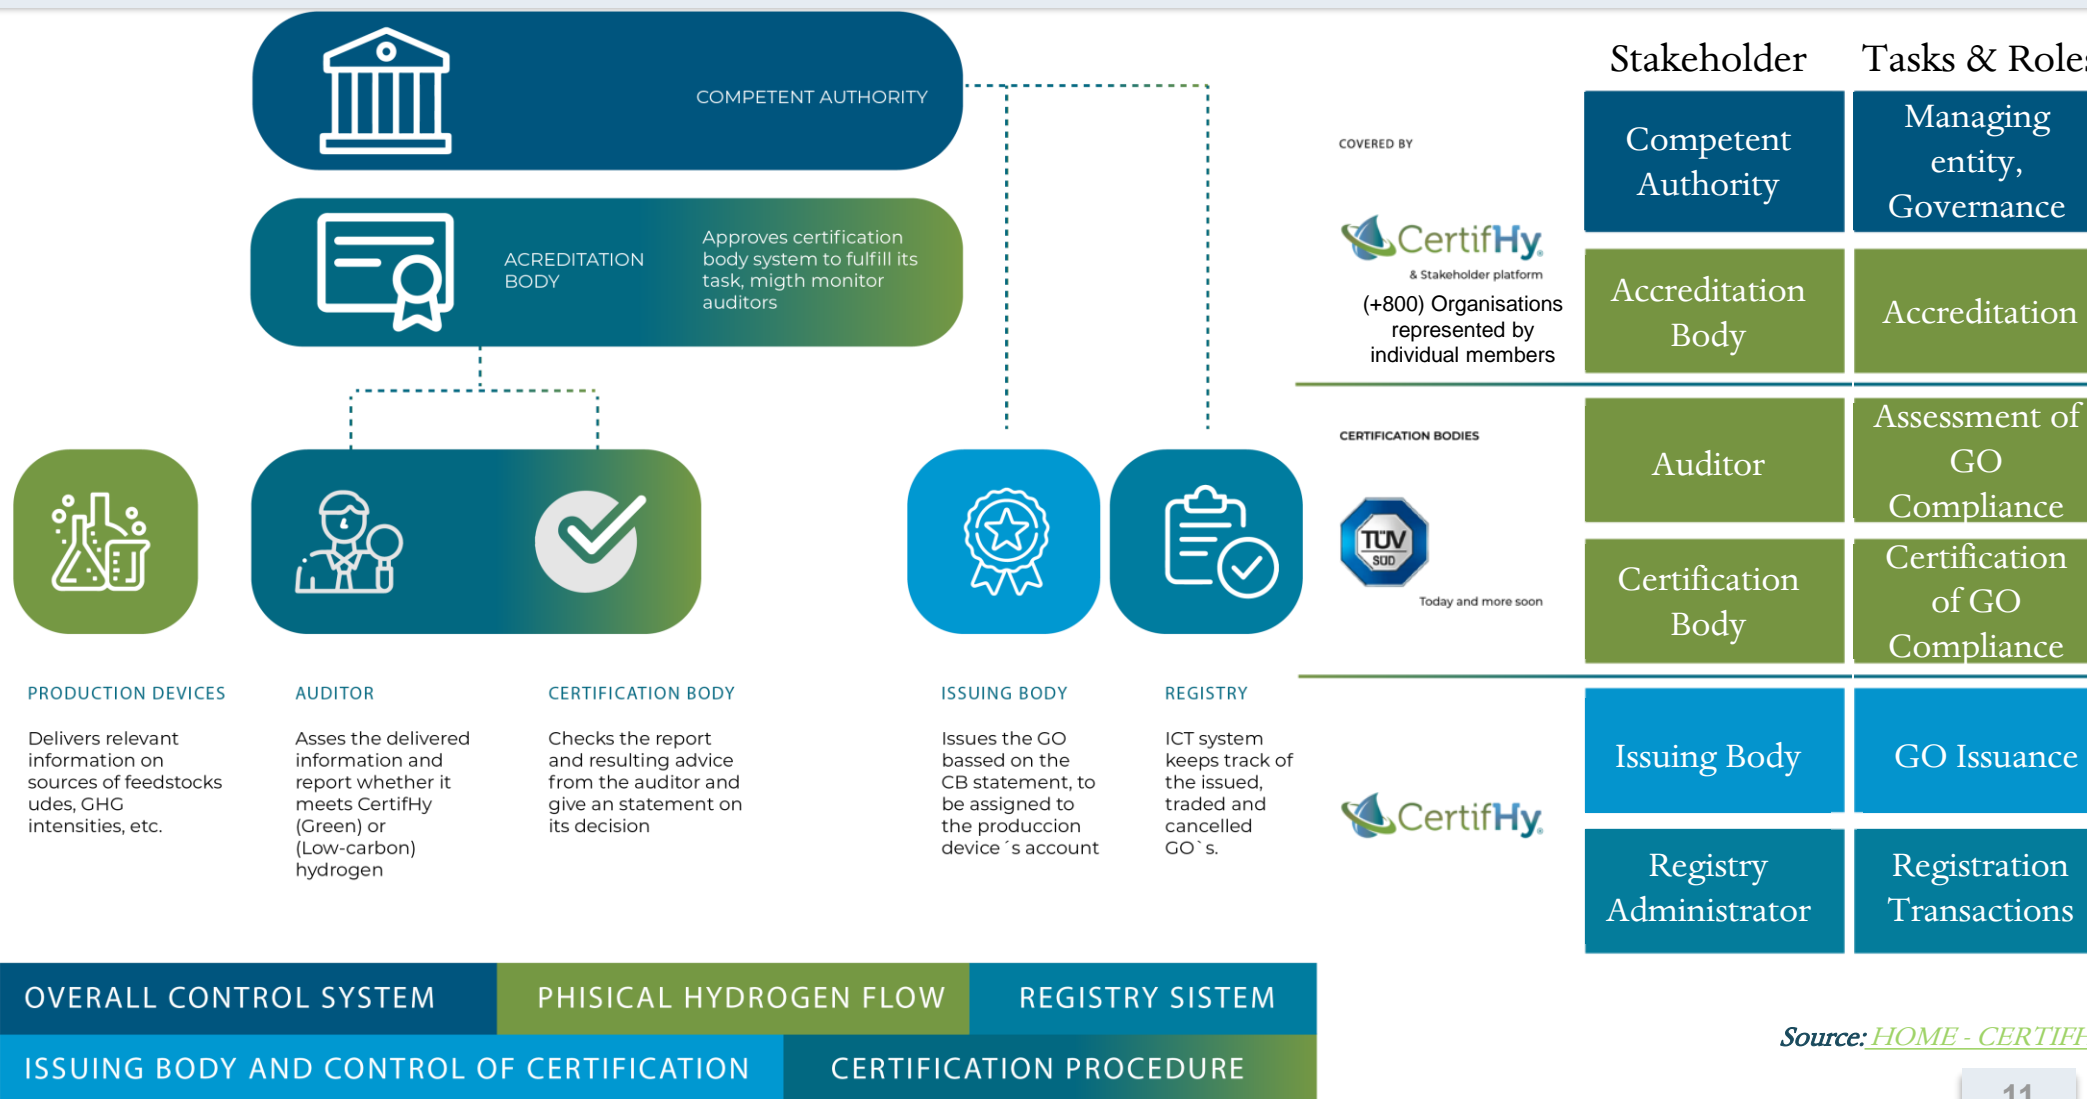 COMPETENT AUTHORITY
ACREDITATION
BODY
Approves certification
body system to fulfill its
task, migth monitor
auditors
PRODUCTION DEVICES
Delivers relevant
information on
sources of feedstocks
udes, GHG
intensities, etc.
AUDITOR
Asses the delivered
information and
report whether it
meets CertifHy
(Green) or
(Low-carbon)
hydrogen
CERTIFICATION BODY
Checks the report
and resulting advice
from the auditor and
give an statement on
its decision
ISSUING BODY
Issues the GO
bassed on the
CB statement, to
be assigned to
the produccion
device´s account
REGISTRY
ICT system
keeps track of
the issued,
traded and
cancelled
GO`s.
OVERALL CONTROL SYSTEM
PHISICAL HYDROGEN FLOW
REGISTRY SISTEM
ISSUING BODY AND CONTROL OF CERTIFICATION
CERTIFICATION PROCEDURE
COVERED BY
CertifHy
& Stakeholder platform
(+800) Organisations
represented by
individual members
CERTIFICATION BODIES
TÜV
SÜD
Today and more soon
CertifHy
Stakeholder
Tasks & Roles
Competent
Authority
Managing
entity,
Governance
Accreditation
Body
Accreditation
Auditor
Assessment of
GO
Compliance
Certification
Body
Certification
of GO
Compliance
Issuing Body
GO Issuance
Registry
Administrator
Registration
Transactions
Source: HOME - CERTIFH
11